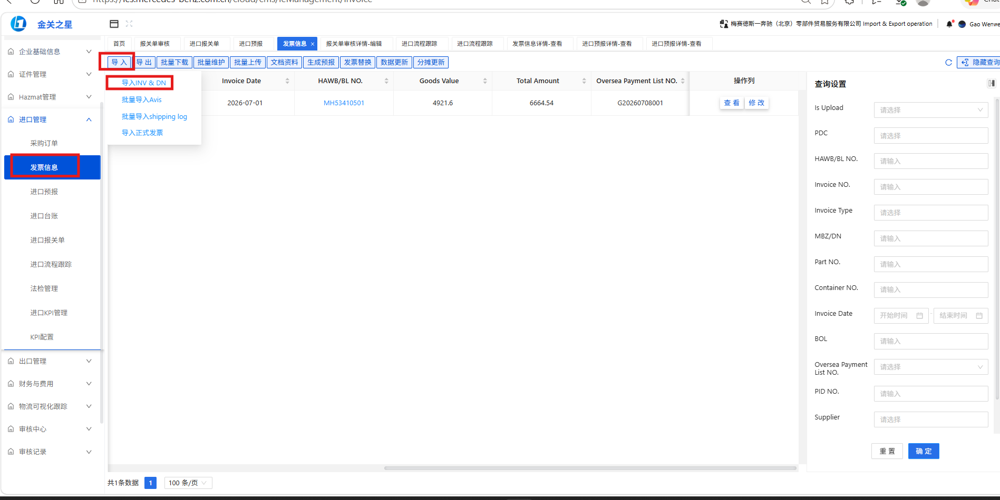 金关之星
梅赛德斯一奔驰（北京）零部件贸易服务有限公司 Import & Export operation
首页 报关单审核 进口报关单 进口预报 发票信息 × 报关单审核详情-编辑 进口流程跟踪 进口流程跟踪 发票信息详情-查看 进口预报详情-查看 进口预报详情-查看
导 入 导 出 批量下载 批量维护 批量上传 文档资料 生成预报 发票替换 数据更新 分摊更新 隐藏查询
导入INV & DN
批量导入Avis
批量导入shipping log
导入正式发票
企业基础信息
证件管理
Hazmat管理
进口管理
采购订单
发票信息
进口预报
进口台账
进口报关单
进口流程跟踪
法检管理
进口KPI管理
KPI配置
出口管理
财务与费用
物流可视化跟踪
审核中心
审核记录
Invoice Date HAWB/BL NO. Goods Value Total Amount Oversea Payment List NO. 操作列
2026-07-01 MH53410501 4921.6 6664.54 G20260708001 查 看 修 改
查询设置
Is Upload 请选择
PDC 请选择
HAWB/BL NO. 请输入
Invoice NO. 请输入
Invoice Type 请选择
MBZ/DN 请输入
Part NO. 请输入
Container NO. 请输入
Invoice Date 开始时间 - 结束时间
BOL 请输入
Oversea Payment List NO. 请选择
PID NO. 请输入
Supplier 请选择
重 置 确 定
共1条数据 1 100 条/页